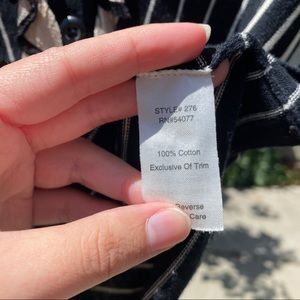 STYLE# 276
RN#54077
100% Cotton
Exclusive Of Trim
Reverse
Care